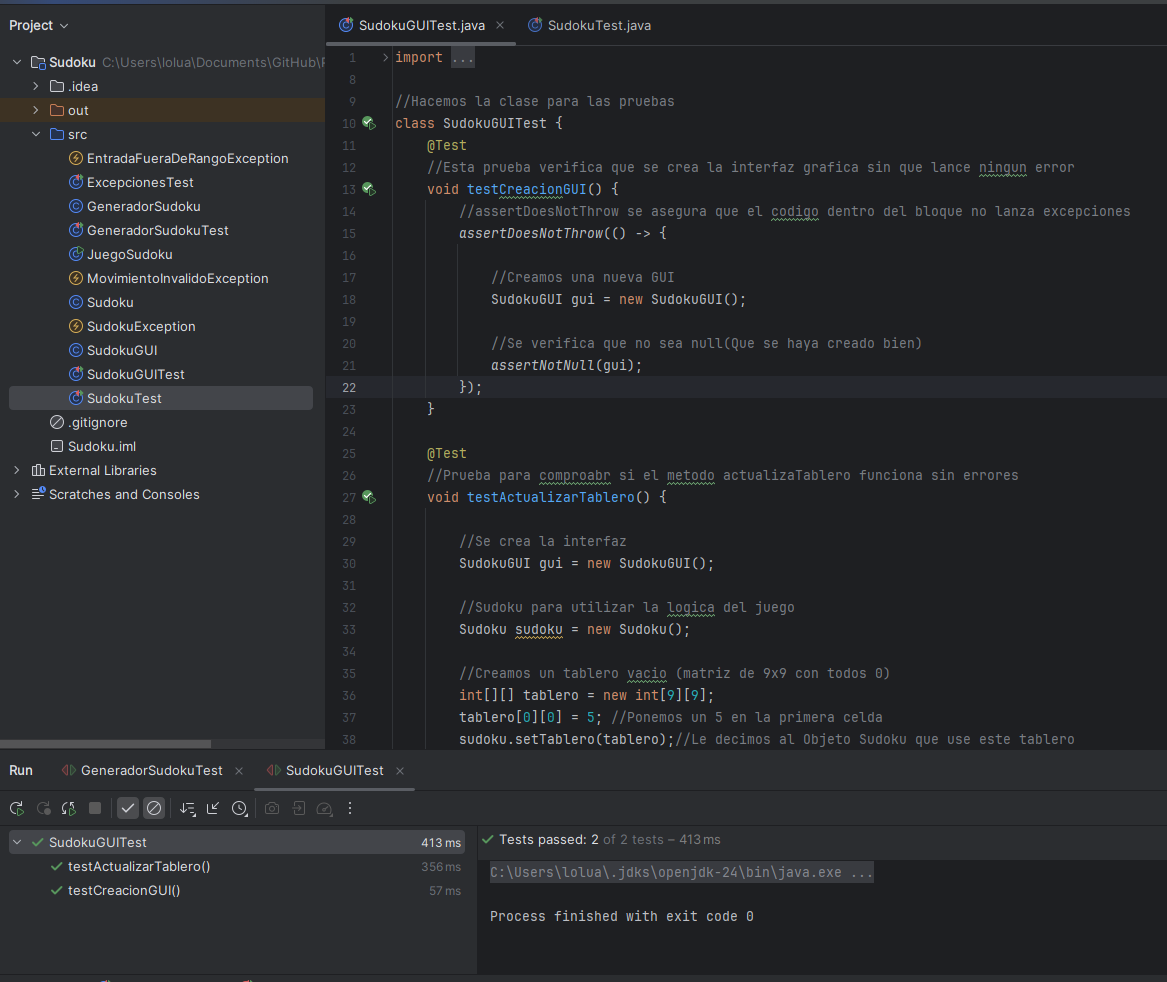 Project
SudokuGUITest.java
SudokuTest.java
Sudoku C:\Users\lolua\Documents\GitHub\
.idea
out
src
EntradaFueraDeRangoException
ExcepcionesTest
GeneradorSudoku
GeneradorSudokuTest
JuegoSudoku
MovimientoInvalidoException
Sudoku
SudokuException
SudokuGUI
SudokuGUITest
SudokuTest
.gitignore
Sudoku.iml
External Libraries
Scratches and Consoles
1 import ...
8
9 //Hacemos la clase para las pruebas
10 class SudokuGUITest {
11 @Test
12 //Esta prueba verifica que se crea la interfaz grafica sin que lance ningun error
13 void testCreacionGUI() {
14 //assertDoesNotThrow se asegura que el codigo dentro del bloque no lanza excepciones
15 assertDoesNotThrow(() -> {
16
17 //Creamos una nueva GUI
18 SudokuGUI gui = new SudokuGUI();
19
20 //Se verifica que no sea null(Que se haya creado bien)
21 assertNotNull(gui);
22 });
23 }
24
25 @Test
26 //Prueba para comproabr si el metodo actualizaTablero funciona sin errores
27 void testActualizarTablero() {
28
29 //Se crea la interfaz
30 SudokuGUI gui = new SudokuGUI();
31
32 //Sudoku para utilizar la logica del juego
33 Sudoku sudoku = new Sudoku();
34
35 //Creamos un tablero vacio (matriz de 9x9 con todos 0)
36 int[][] tablero = new int[9][9];
37 tablero[0][0] = 5; //Ponemos un 5 en la primera celda
38 sudoku.setTablero(tablero);//Le decimos al Objeto Sudoku que use este tablero
Run
GeneradorSudokuTest
SudokuGUITest
SudokuGUITest 413 ms
testActualizarTablero() 356 ms
testCreacionGUI() 57 ms
Tests passed: 2 of 2 tests – 413 ms
C:\Users\lolua\.jdks\openjdk-24\bin\java.exe ...
Process finished with exit code 0